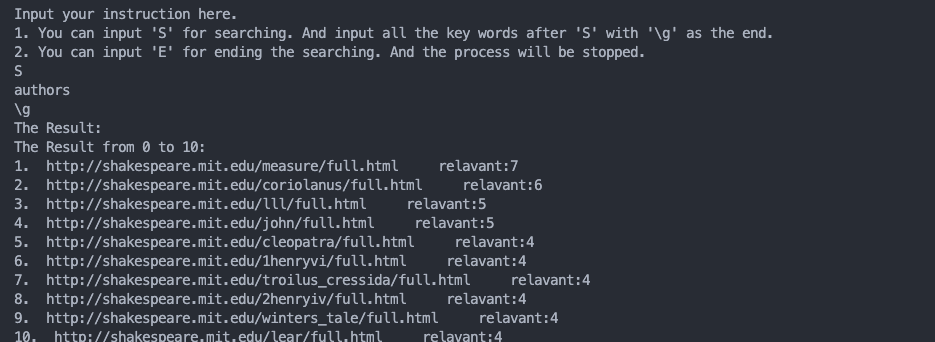 Input your instruction here.
1. You can input 'S' for searching. And input all the key words after 'S' with '\g' as the end.
2. You can input 'E' for ending the searching. And the process will be stopped.
S
authors
\g
The Result:
The Result from 0 to 10:
1.  http://shakespeare.mit.edu/measure/full.html     relavant:7
2.  http://shakespeare.mit.edu/coriolanus/full.html     relavant:6
3.  http://shakespeare.mit.edu/lll/full.html     relavant:5
4.  http://shakespeare.mit.edu/john/full.html     relavant:5
5.  http://shakespeare.mit.edu/cleopatra/full.html     relavant:4
6.  http://shakespeare.mit.edu/1henryvi/full.html     relavant:4
7.  http://shakespeare.mit.edu/troilus_cressida/full.html     relavant:4
8.  http://shakespeare.mit.edu/2henryiv/full.html     relavant:4
9.  http://shakespeare.mit.edu/winters_tale/full.html     relavant:4
10.  http://shakespeare.mit.edu/lear/full.html     relavant:4